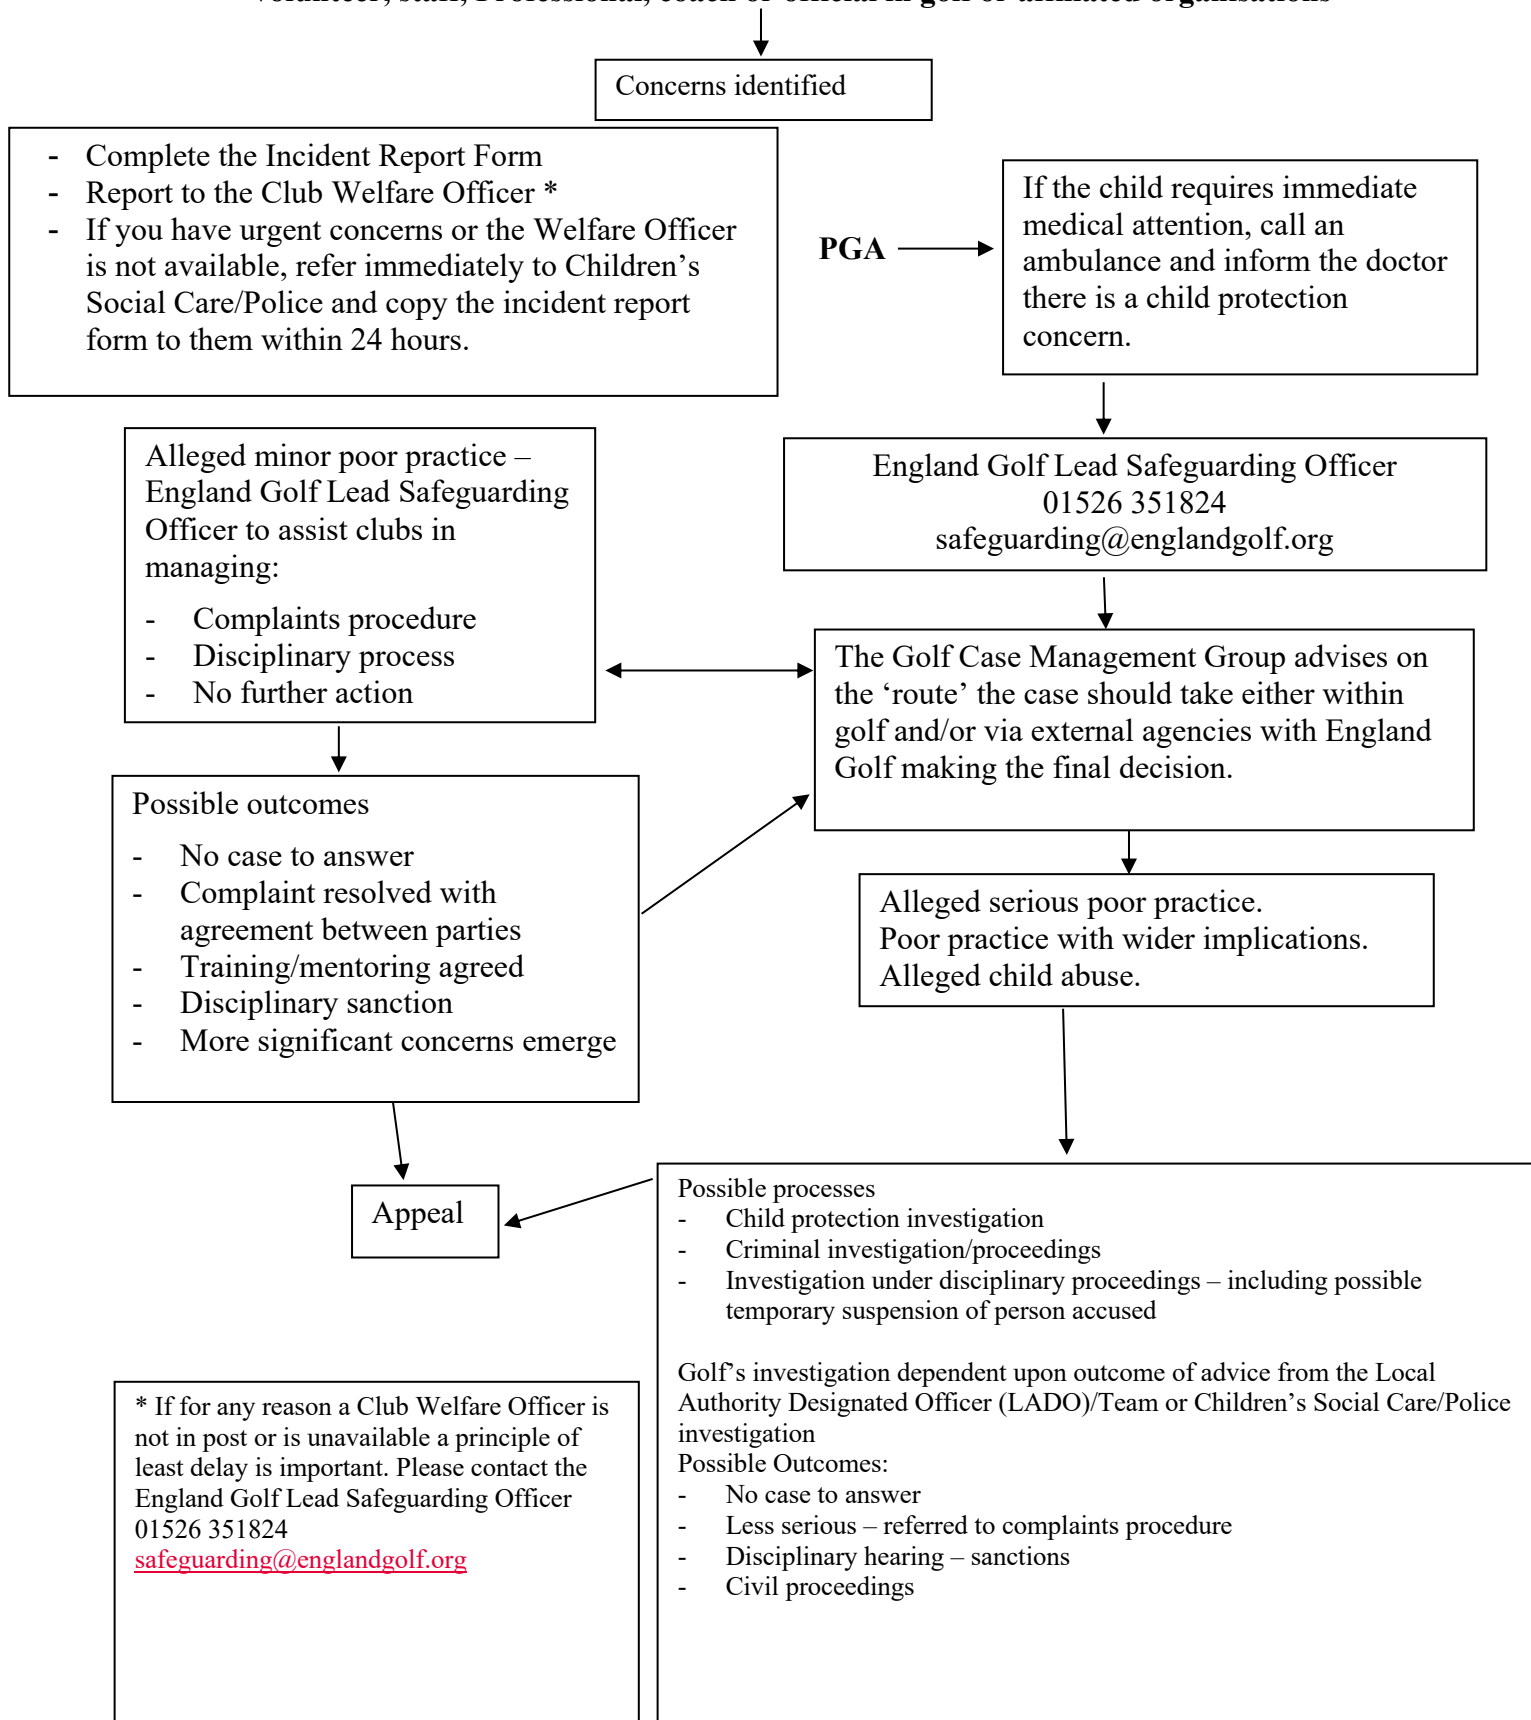 Volunteer, staff, Professional, coach or official in golf or affiliated organisations
Concerns identified
- Complete the Incident Report Form
- Report to the Club Welfare Officer *
- If you have urgent concerns or the Welfare Officer
is not available, refer immediately to Children’s
Social Care/Police and copy the incident report
form to them within 24 hours.
PGA
If the child requires immediate
medical attention, call an
ambulance and inform the doctor
there is a child protection
concern.
Alleged minor poor practice –
England Golf Lead Safeguarding
Officer to assist clubs in
managing:
- Complaints procedure
- Disciplinary process
- No further action
England Golf Lead Safeguarding Officer
01526 351824
safeguarding@englandgolf.org
The Golf Case Management Group advises on
the ‘route’ the case should take either within
golf and/or via external agencies with England
Golf making the final decision.
Possible outcomes
- No case to answer
- Complaint resolved with
agreement between parties
- Training/mentoring agreed
- Disciplinary sanction
- More significant concerns emerge
Alleged serious poor practice.
Poor practice with wider implications.
Alleged child abuse.
Appeal
Possible processes
- Child protection investigation
- Criminal investigation/proceedings
- Investigation under disciplinary proceedings – including possible
temporary suspension of person accused
Golf’s investigation dependent upon outcome of advice from the Local
Authority Designated Officer (LADO)/Team or Children’s Social Care/Police
investigation
Possible Outcomes:
- No case to answer
- Less serious – referred to complaints procedure
- Disciplinary hearing – sanctions
- Civil proceedings
* If for any reason a Club Welfare Officer is
not in post or is unavailable a principle of
least delay is important. Please contact the
England Golf Lead Safeguarding Officer
01526 351824
safeguarding@englandgolf.org